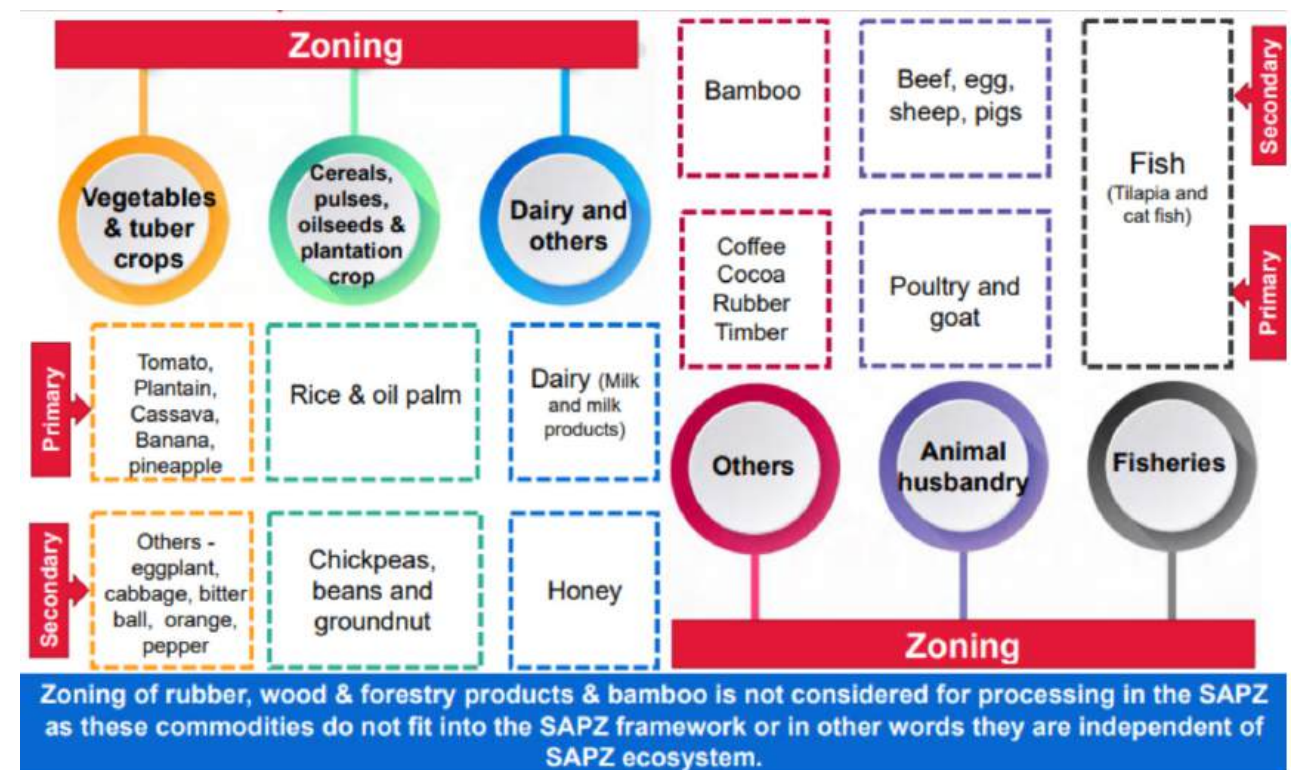 Zoning
Vegetables
& tuber
crops
Cereals,
pulses,
oilseeds &
plantation
crop
Dairy and
others
Primary
Tomato,
Plantain,
Cassava,
Banana,
pineapple
Rice & oil palm
Dairy (Milk
and milk
products)
Secondary
Others -
eggplant,
cabbage, bitter
ball, orange,
pepper
Chickpeas,
beans and
groundnut
Honey
Bamboo
Beef, egg,
sheep, pigs
Secondary
Fish
(Tilapia and
cat fish)
Coffee
Cocoa
Rubber
Timber
Poultry and
goat
Primary
Others
Animal
husbandry
Fisheries
Zoning
Zoning of rubber, wood & forestry products & bamboo is not considered for processing in the SAPZ
as these commodities do not fit into the SAPZ framework or in other words they are independent of
SAPZ ecosystem.